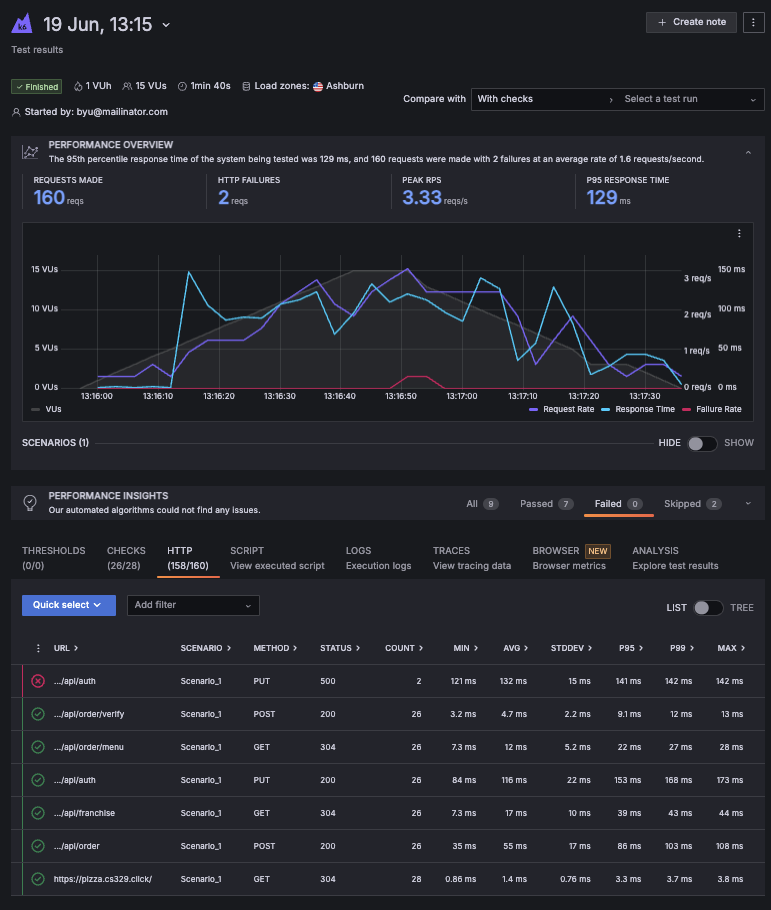 k6 19 Jun, 13:15 + Create note
Test results
Finished 1 VUh 15 VUs 1min 40s Load zones: Ashburn
Started by: byu@mailinator.com
Compare with With checks Select a test run
PERFORMANCE OVERVIEW
The 95th percentile response time of the system being tested was 129 ms, and 160 requests were made with 2 failures at an average rate of 1.6 requests/second.
REQUESTS MADE HTTP FAILURES PEAK RPS P95 RESPONSE TIME
160 reqs 2 reqs 3.33 reqs/s 129 ms
15 VUs 3 req/s 150 ms
10 VUs 2 req/s 100 ms
5 VUs 1 req/s 50 ms
0 VUs 0 req/s 0 ms
13:16:00 13:16:10 13:16:20 13:16:30 13:16:40 13:16:50 13:17:00 13:17:10 13:17:20 13:17:30
VUs Request Rate Response Time Failure Rate
SCENARIOS (1) HIDE SHOW
PERFORMANCE INSIGHTS
Our automated algorithms could not find any issues.
All 9 Passed 7 Failed 0 Skipped 2
THRESHOLDS CHECKS HTTP SCRIPT LOGS TRACES BROWSER NEW ANALYSIS
(0/0) (26/28) (158/160) View executed script Execution logs View tracing data Browser metrics Explore test results
Quick select Add filter LIST TREE
URL SCENARIO METHOD STATUS COUNT MIN AVG STDDEV P95 P99 MAX
.../api/auth Scenario_1 PUT 500 2 121 ms 132 ms 15 ms 141 ms 142 ms 142 ms
.../api/order/verify Scenario_1 POST 200 26 3.2 ms 4.7 ms 2.2 ms 9.1 ms 12 ms 13 ms
.../api/order/menu Scenario_1 GET 304 26 7.3 ms 12 ms 5.2 ms 22 ms 27 ms 28 ms
.../api/auth Scenario_1 PUT 200 26 84 ms 116 ms 22 ms 153 ms 168 ms 173 ms
.../api/franchise Scenario_1 GET 304 26 7.3 ms 17 ms 10 ms 39 ms 43 ms 44 ms
.../api/order Scenario_1 POST 200 26 35 ms 55 ms 17 ms 86 ms 103 ms 108 ms
https://pizza.cs329.click/ Scenario_1 GET 304 28 0.86 ms 1.4 ms 0.76 ms 3.3 ms 3.7 ms 3.8 ms